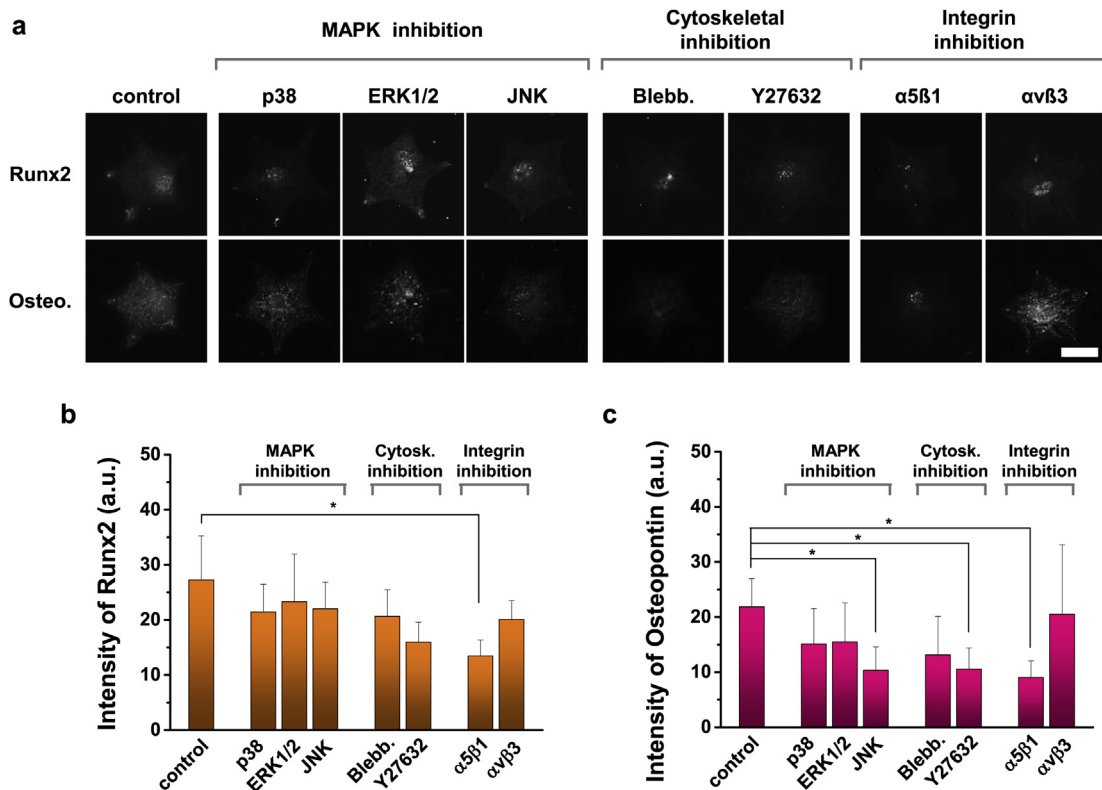 a
MAPK inhibition
Cytoskeletal
inhibition
Integrin
inhibition
control p38 ERK1/2 JNK Blebb. Y27632 α5ß1 αvß3
Runx2
Osteo.
b
Intensity of Runx2 (a.u.)
50
40
30
20
10
0
MAPK
inhibition
Cytosk.
inhibition
Integrin
inhibition
*
control p38 ERK1/2 JNK Blebb. Y27632 α5β1 αvβ3
c
Intensity of Osteopontin (a.u.)
50
40
30
20
10
0
MAPK
inhibition
Cytosk.
inhibition
Integrin
inhibition
*
*
*
control p38 ERK1/2 JNK Blebb. Y27632 α5β1 αvβ3